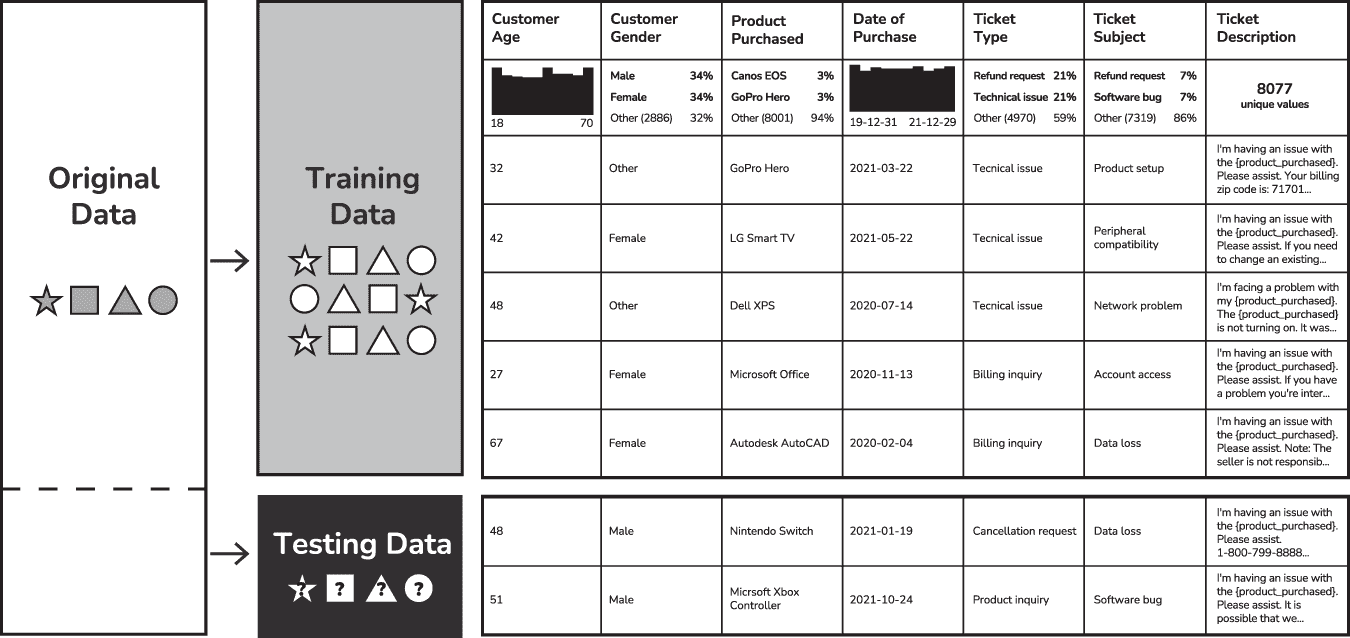 Original
Data
Training
Data
Testing Data
? ? ? ?
Customer
Age
Customer
Gender
Product
Purchased
Date of
Purchase
Ticket
Type
Ticket
Subject
Ticket
Description
18 70
Male 34%
Female 34%
Other (2886) 32%
Canos EOS 3%
GoPro Hero 3%
Other (8001) 94%
19-12-31 21-12-29
Refund request 21%
Technical issue 21%
Other (4970) 59%
Refund request 7%
Software bug 7%
Other (7319) 86%
8077
unique values
32
Other
GoPro Hero
2021-03-22
Tecnical issue
Product setup
I'm having an issue with
the {product_purchased}.
Please assist. Your billing
zip code is: 71701...
42
Female
LG Smart TV
2021-05-22
Tecnical issue
Peripheral
compatibility
I'm having an issue with
the {product_purchased}.
Please assist. If you need
to change an existing...
48
Other
Dell XPS
2020-07-14
Tecnical issue
Network problem
I'm facing a problem with
my {product_purchased}.
The {product_purchased}
is not turning on. It was...
27
Female
Microsoft Office
2020-11-13
Billing inquiry
Account access
I'm having an issue with
the {product_purchased}.
Please assist. If you have
a problem you're inter...
67
Female
Autodesk AutoCAD
2020-02-04
Billing inquiry
Data loss
I'm having an issue with
the {product_purchased}.
Please assist. Note: The
seller is not responsib...
48
Male
Nintendo Switch
2021-01-19
Cancellation request
Data loss
I'm having an issue with
the {product_purchased}.
Please assist.
1-800-799-8888...
51
Male
Micrsoft Xbox
Controller
2021-10-24
Product inquiry
Software bug
I'm having an issue with
the {product_purchased}.
Please assist. It is
possible that we...